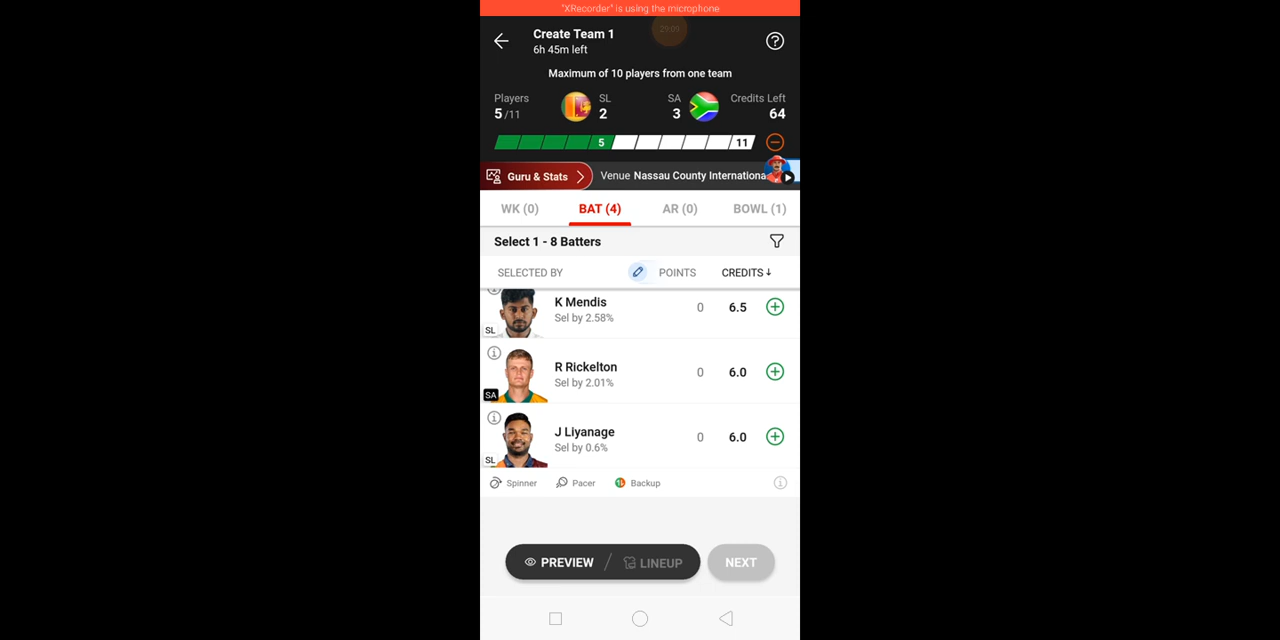 "XRecorder" is using the microphone
29:09
Create Team 1
6h 45m left
Maximum of 10 players from one team
Players SL SA Credits Left
5/11 2 3 64
5 11
Guru & Stats Venue Nassau County Internationa
WK (0) BAT (4) AR (0) BOWL (1)
Select 1 - 8 Batters
SELECTED BY POINTS CREDITS↓
K Mendis
Sel by 2.58%
0 6.5
SL
R Rickelton
Sel by 2.01%
0 6.0
SA
J Liyanage
Sel by 0.6%
0 6.0
SL
Spinner Pacer Backup
PREVIEW / LINEUP NEXT